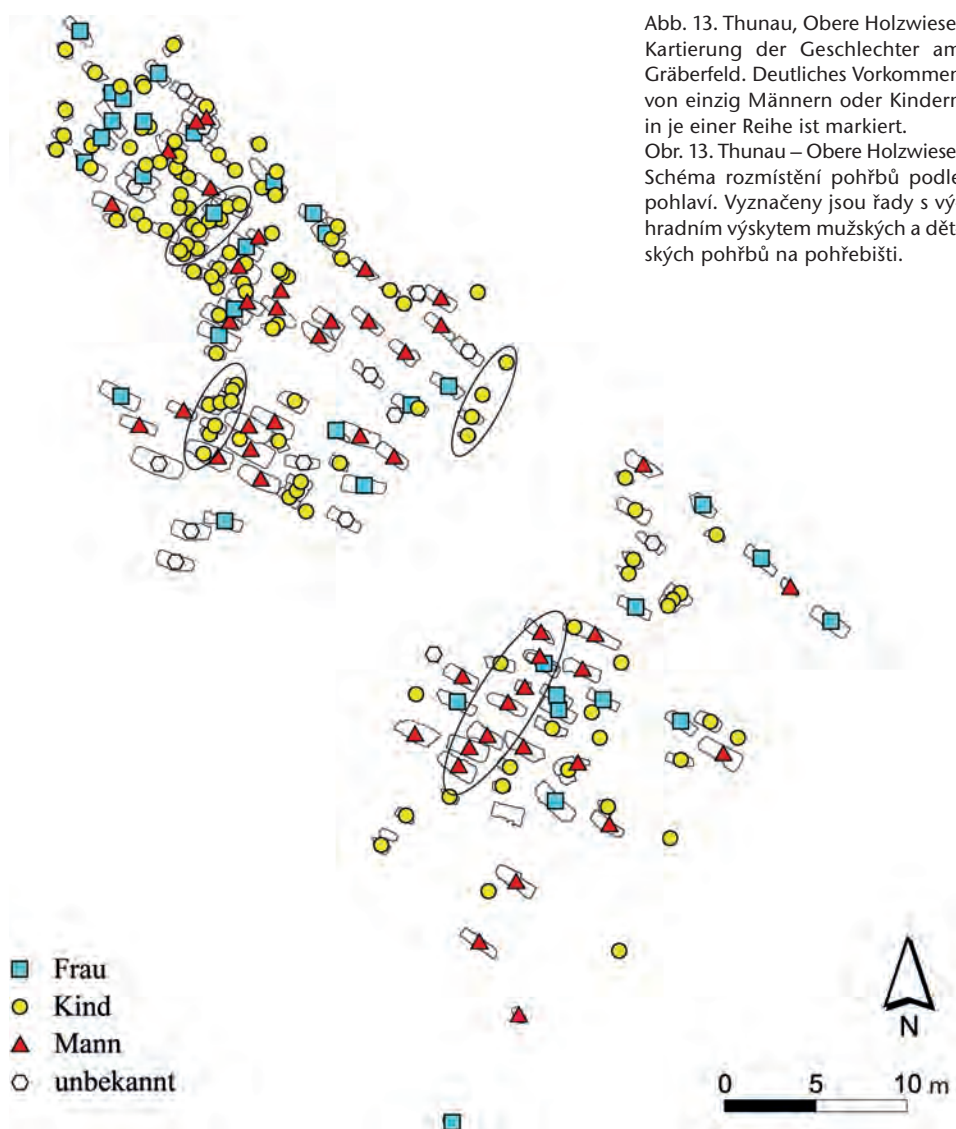 Abb. 13. Thunau, Obere Holzwiese
Kartierung der Geschlechter am
Gräberfeld. Deutliches Vorkommen
von einzig Männern oder Kindern
in je einer Reihe ist markiert.
Obr. 13. Thunau – Obere Holzwiese
Schéma rozmístění pohřbů podle
pohlaví. Vyznačeny jsou řady s vý-
hradním výskytem mužských a dět-
ských pohřbů na pohřebišti.
Frau
Kind
Mann
unbekannt
N
0 5 10 m